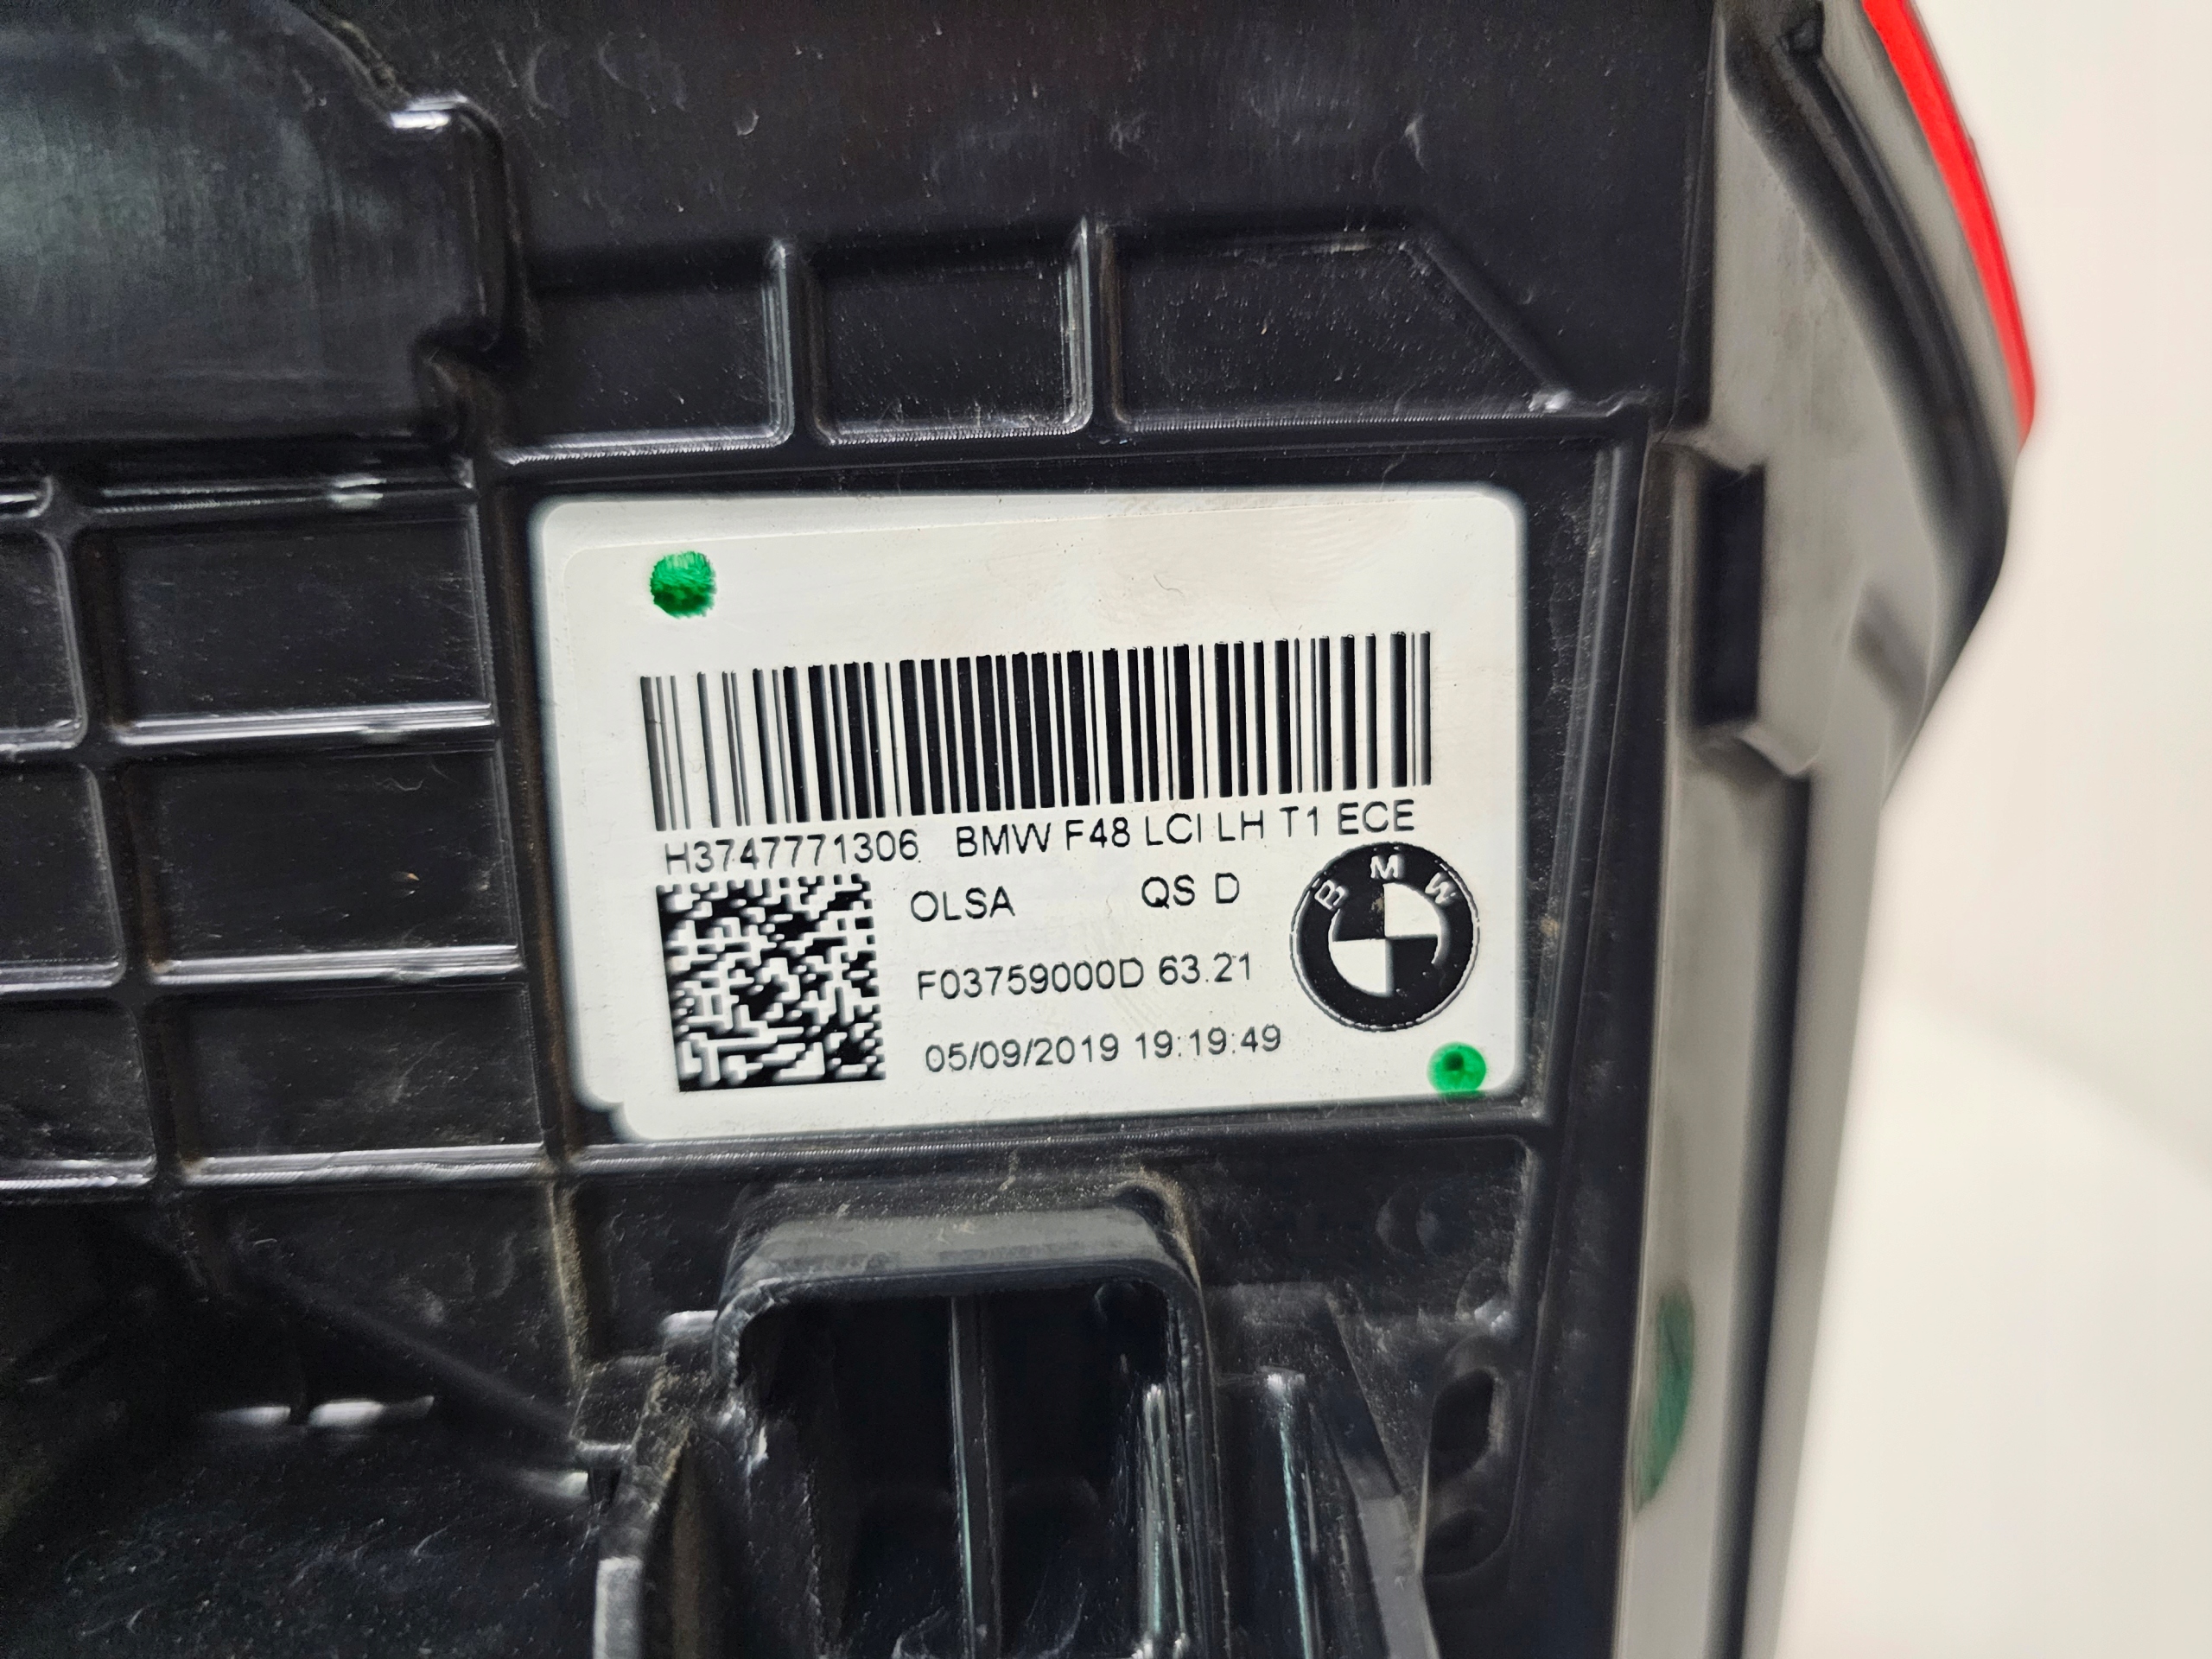 H3747771306 BMW F48 LCI LH T1 ECE
OLSA QS D
F03759000D 63.21
05/09/2019 19:19:49
BMW